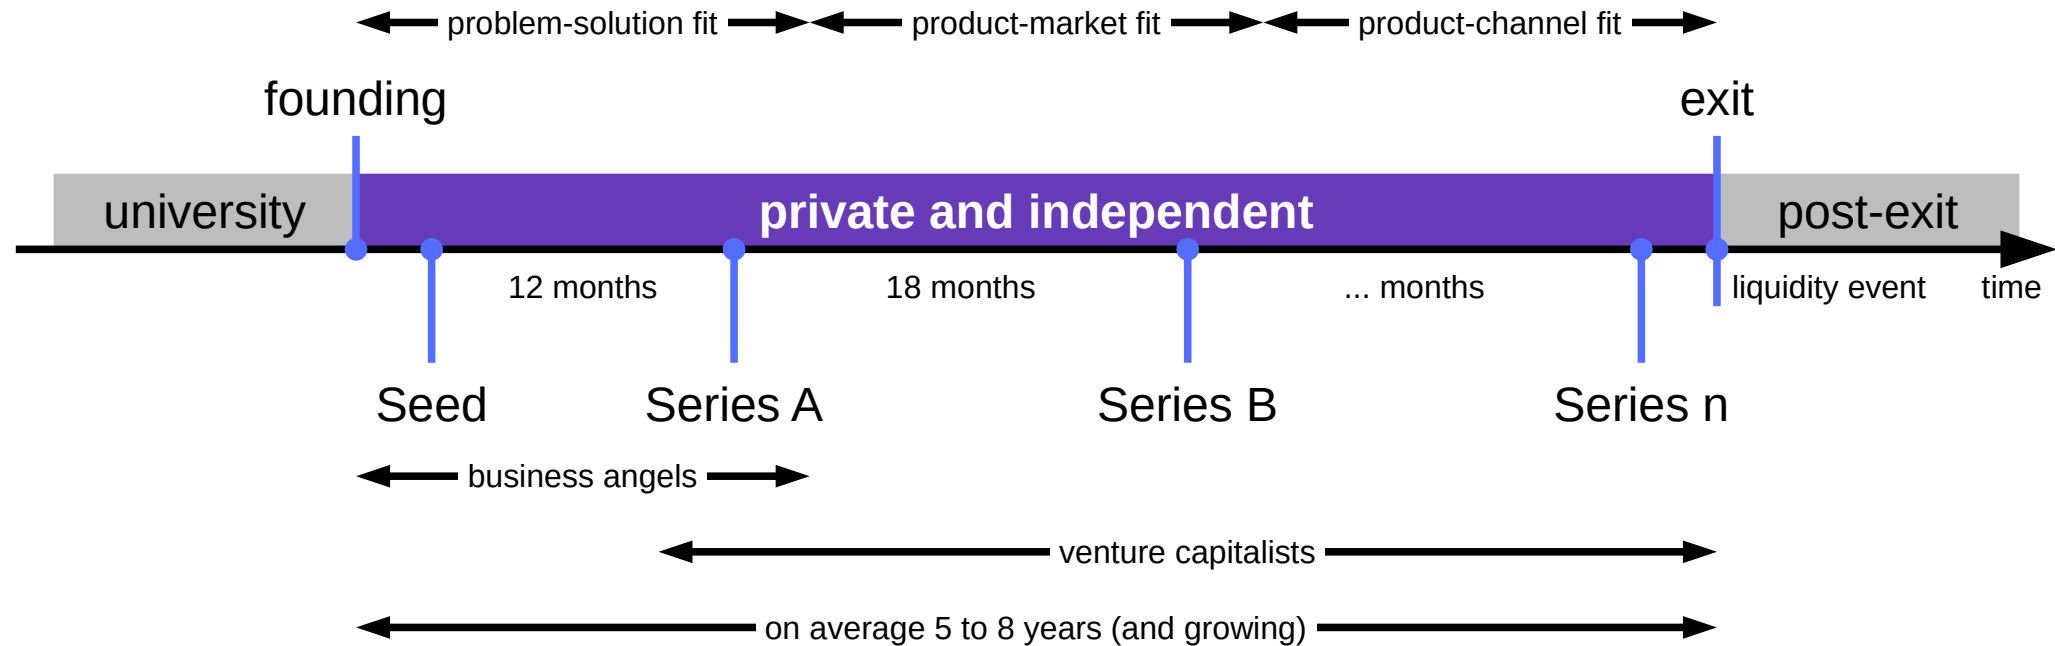 problem-solution fit
product-market fit
product-channel fit
founding
exit
university
private and independent
post-exit
12 months
18 months
... months
liquidity event
time
Seed
Series A
Series B
Series n
business angels
venture capitalists
on average 5 to 8 years (and growing)